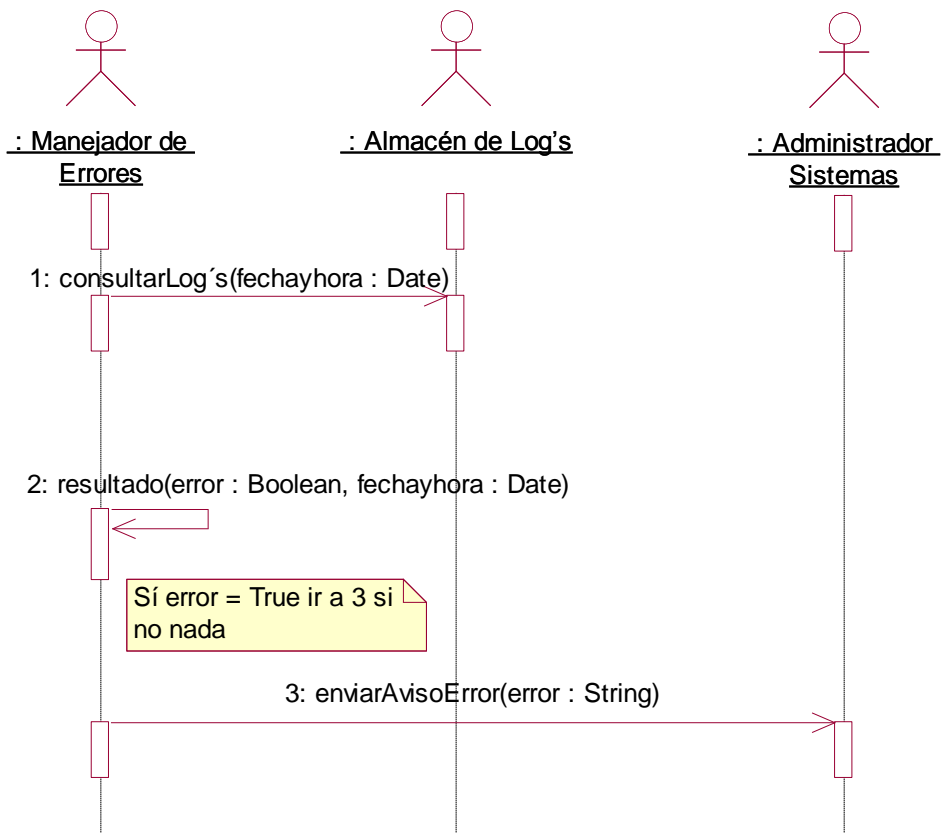 : Manejador de
Errores
: Almacén de Log's
: Administrador
Sistemas
1: consultarLog´s(fechayhora : Date)
2: resultado(error : Boolean, fechayhora : Date)
Sí error = True ir a 3 si
no nada
3: enviarAvisoError(error : String)